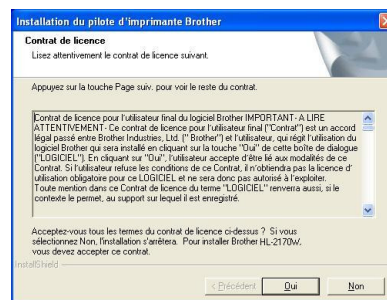 Installation du pilote d'imprimante Brother
Contrat de licence
Lisez attentivement le contrat de licence suivant.
Appuyez sur la touche Page suiv. pour voir le reste du contrat.
Contrat de licence pour l'utilisateur final du logiciel Brother IMPORTANT- A LIRE
ATTENTIVEMENT- Ce contrat de licence pour l'utilisateur final ("Contrat") est un accord
légal passé entre Brother Industries, Ltd. (" Brother") et l'utilisateur, qui régit l'utilisation du
logiciel Brother qui sera installé en cliquant sur la touche "Oui" de cette boîte de dialogue
("LOGICIEL"). En cliquant sur "Oui", l'utilisateur accepte d'être lié aux modalités de ce
Contrat. Si l'utilisateur refuse les conditions de ce Contrat, il n'obtiendra pas la licence d'
utilisation obligatoire pour ce LOGICIEL et ne sera donc pas autorisé à l'exploiter.
Toute mention dans ce Contrat de licence du terme "LOGICIEL" renverra aussi, si le
contexte le permet, au support sur lequel il est enregistré.
Acceptez-vous tous les termes du contrat de licence ci-dessus ? Si vous
sélectionnez Non, l'installation s'arrêtera. Pour installer Brother HL-2170W,
vous devez accepter ce contrat.
InstallShield
< Précédent Oui Non